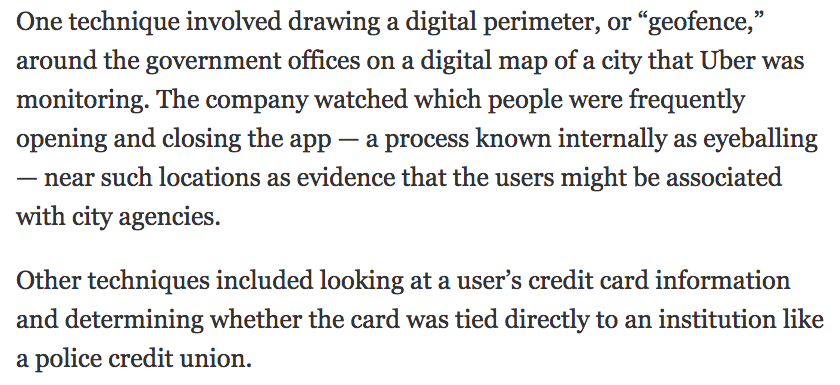 One technique involved drawing a digital perimeter, or “geofence,”
around the government offices on a digital map of a city that Uber was
monitoring. The company watched which people were frequently
opening and closing the app — a process known internally as eyeballing
— near such locations as evidence that the users might be associated
with city agencies.
Other techniques included looking at a user’s credit card information
and determining whether the card was tied directly to an institution like
a police credit union.